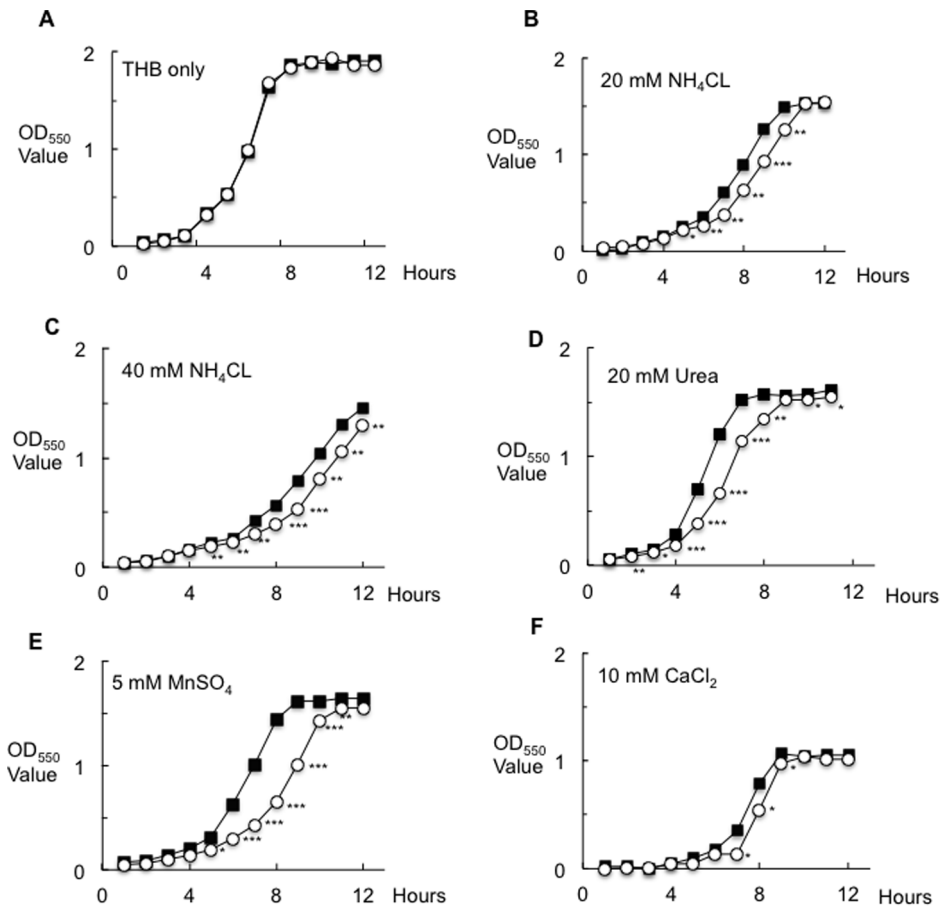 A
THB only
2
1
0
OD550
Value
0 4 8 12 Hours
B
20 mM NH4CL
2
1
0
OD550
Value
** *** ** ** ** *
0 4 8 12 Hours
C
40 mM NH4CL
2
1
0
OD550
Value
** ** ** *** *** ** ** **
0 4 8 12 Hours
D
20 mM Urea
2
1
0
OD550
Value
** * *** *** *** *** ** * *
0 4 8 12 Hours
E
5 mM MnSO4
2
1
0
OD550
Value
* *** *** *** *** *** **
0 4 8 12 Hours
F
10 mM CaCl2
2
1
0
OD550
Value
* * *
0 4 8 12 Hours